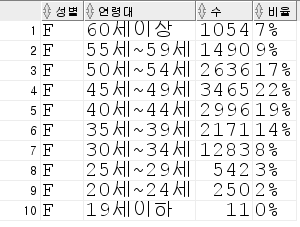 성별 연령대 수 비율
1 F 60세이상 1054 7%
2 F 55세~59세 1490 9%
3 F 50세~54세 2636 17%
4 F 45세~49세 3465 22%
5 F 40세~44세 2996 19%
6 F 35세~39세 2171 14%
7 F 30세~34세 1283 8%
8 F 25세~29세 542 3%
9 F 20세~24세 250 2%
10 F 19세이하 11 0%